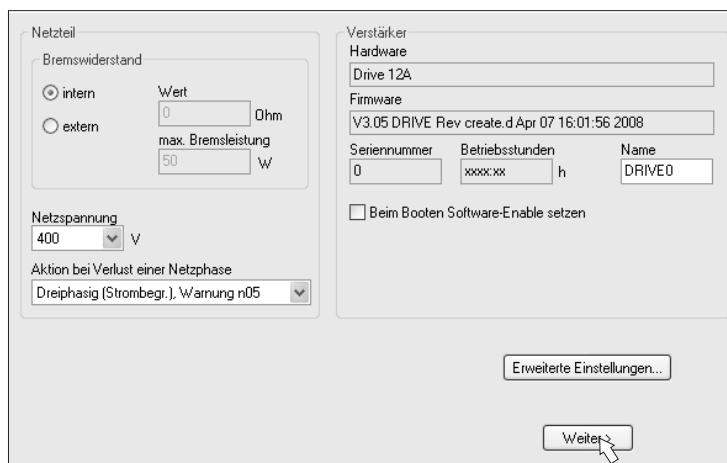 Netzteil
Bremswiderstand
intern
extern
Wert
0 Ohm
max. Bremsleistung
50 W
Netzspannung
400 V
Aktion bei Verlust einer Netzphase
Dreiphasig (Strombegr.), Warnung n05
Verstärker
Hardware
Drive 12A
Firmware
V3.05 DRIVE Rev create.d Apr 07 16:01:56 2008
Seriennummer Betriebsstunden Name
0 xxxx:xx h DRIVE0
Beim Booten Software-Enable setzen
Erweiterte Einstellungen...
Weiter >